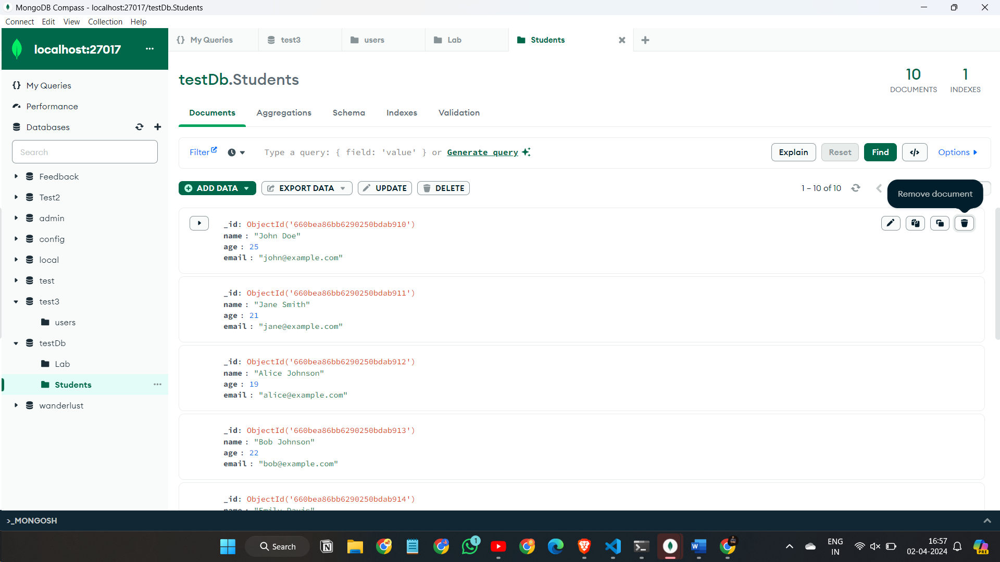 MongoDB Compass - localhost:27017/testDb.Students
Connect Edit View Collection Help
localhost:27017 ...
My Queries
Performance
Databases
Search
Feedback
Test2
admin
config
local
test
test3
users
testDb
Lab
Students ...
wanderlust
{} My Queries test3 users Lab Students
testDb.Students
10 1
DOCUMENTS INDEXES
Documents Aggregations Schema Indexes Validation
Filter Type a query: { field: 'value' } or Generate query Explain Reset Find </> Options
ADD DATA EXPORT DATA UPDATE DELETE 1 – 10 of 10
Remove document
_id: ObjectId('660bea86bb6290250bdab910')
name : "John Doe"
age : 25
email : "john@example.com"
_id: ObjectId('660bea86bb6290250bdab911')
name : "Jane Smith"
age : 21
email : "jane@example.com"
_id: ObjectId('660bea86bb6290250bdab912')
name : "Alice Johnson"
age : 19
email : "alice@example.com"
_id: ObjectId('660bea86bb6290250bdab913')
name : "Bob Johnson"
age : 22
email : "bob@example.com"
_id: ObjectId('660bea86bb6290250bdab914')
name : "Emily Davis"
>_MONGOSH
Search
1
ENG
IN
16:57
02-04-2024
PRE